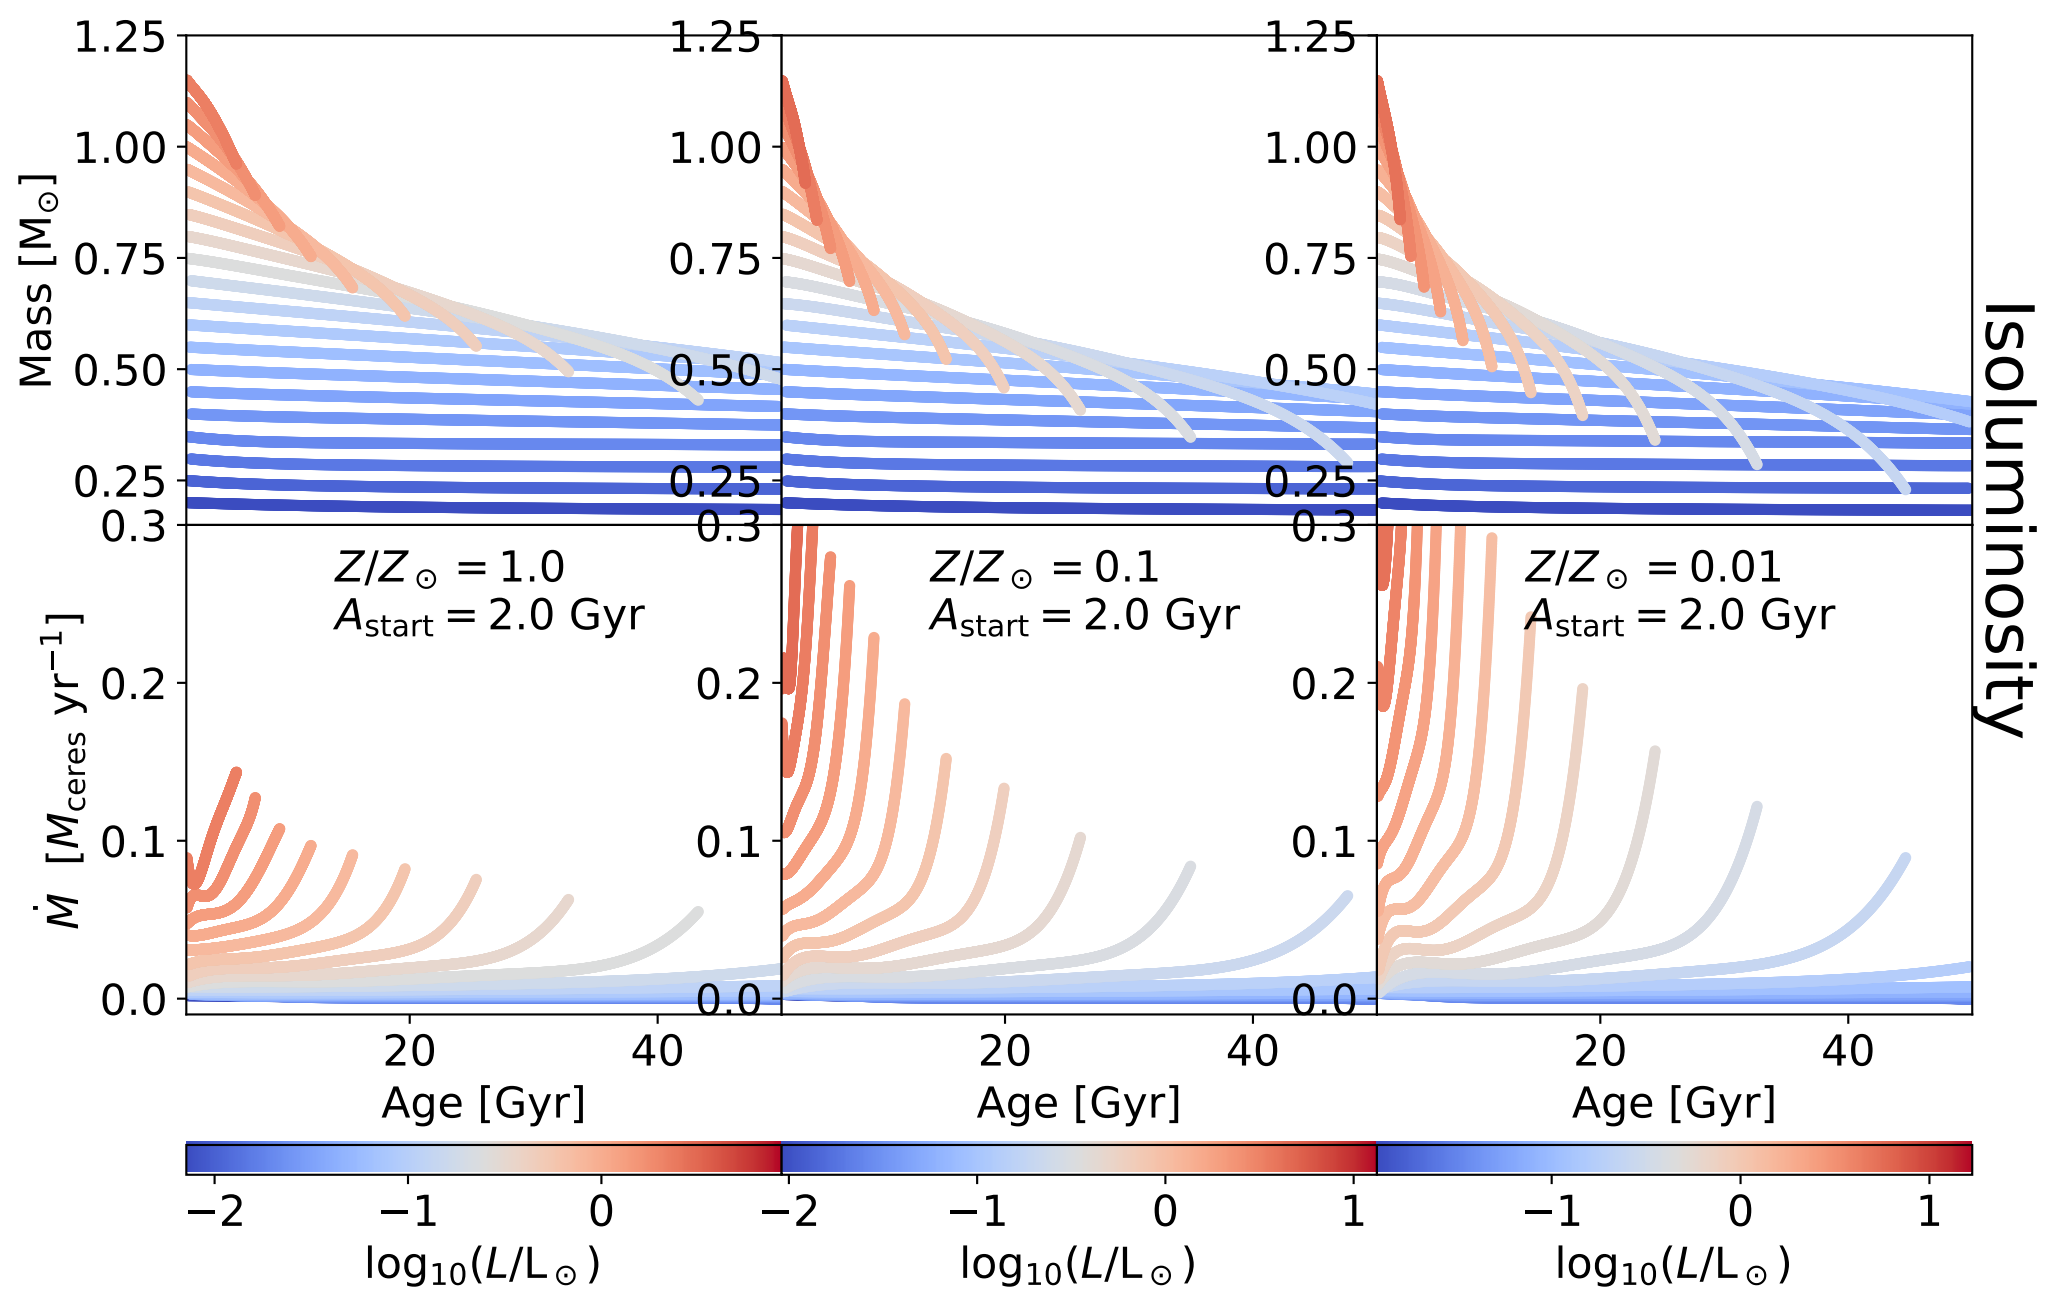 1.25 1.25 1.25
1.00 1.00 1.00
0.75 0.75 0.75
0.50 0.50 0.50
0.25 0.25 0.25
Mass [M⊙]
Isoluminosity
0.3 0.3 0.3
0.2 0.2 0.2
0.1 0.1 0.1
0.0 0.0 0.0
Ṁ [M_ceres yr⁻¹]
Z/Z⊙ = 1.0
A_start = 2.0 Gyr
Z/Z⊙ = 0.1
A_start = 2.0 Gyr
Z/Z⊙ = 0.01
A_start = 2.0 Gyr
20 40 20 40 20 40
Age [Gyr] Age [Gyr] Age [Gyr]
−2 −1 0 −2 −1 0 1 −1 0 1
log₁₀(L/L⊙) log₁₀(L/L⊙) log₁₀(L/L⊙)